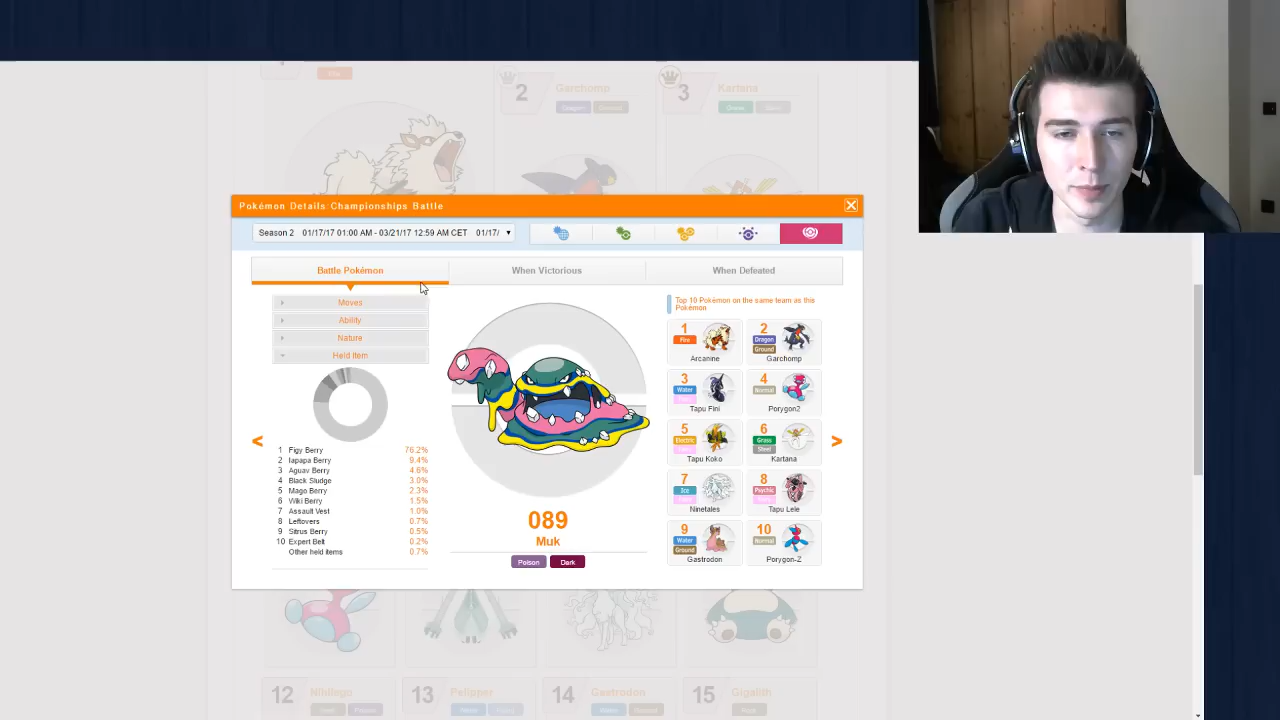 2 Garchomp
3 Kartana
Pokémon Details:Championships Battle
Season 2 01/17/17 01:00 AM - 03/21/17 12:59 AM CET 01/17/
Battle Pokémon
When Victorious
When Defeated
Moves
Ability
Nature
Held Item
1 Figy Berry 76.2%
2 Iapapa Berry 9.4%
3 Aguav Berry 4.6%
4 Black Sludge 3.0%
5 Mago Berry 2.3%
6 Wiki Berry 1.5%
7 Assault Vest 1.0%
8 Leftovers 0.7%
9 Sitrus Berry 0.5%
10 Expert Belt 0.2%
Other held items 0.7%
089
Muk
Poison Dark
Top 10 Pokémon on the same team as this
Pokémon
1 Fire Arcanine
2 Dragon Ground Garchomp
3 Water Tapu Fini
4 Normal Porygon2
5 Electric Tapu Koko
6 Grass Steel Kartana
7 Ice Ninetales
8 Psychic Tapu Lele
9 Water Ground Gastrodon
10 Normal Porygon-Z
12 Nihilego
13 Pelipper
14 Gastrodon
15 Gigalith